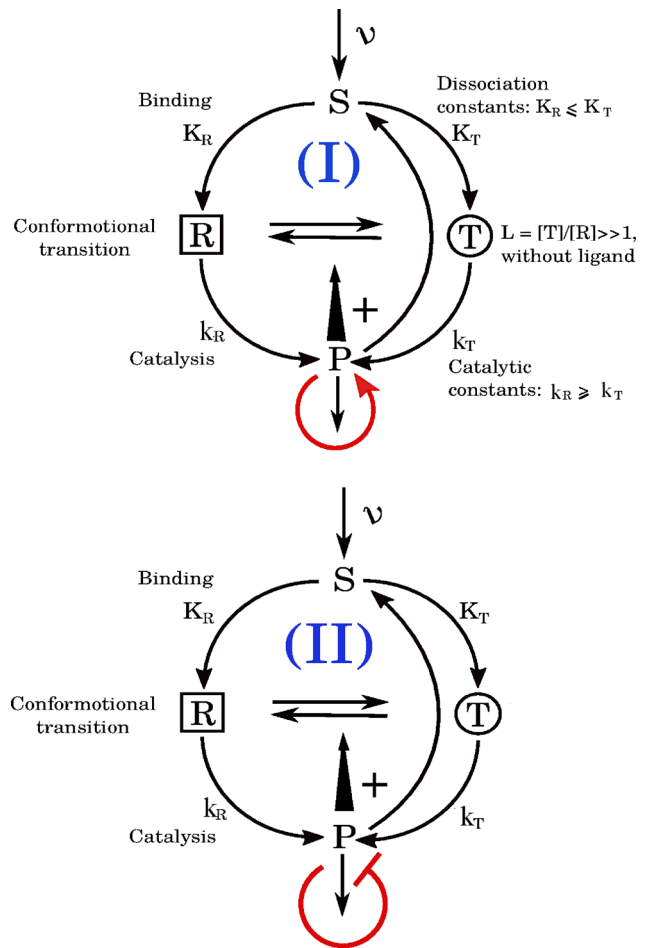 ν
S
Binding
Dissociation
constants: K_R ⩽ K_T
K_R
K_T
(I)
Conformotional
transition
R
T
L = [T]/[R]>>1,
without ligand
+
k_R
k_T
Catalysis
P
Catalytic
constants: k_R ⩾ k_T
ν
S
Binding
K_R
K_T
(II)
Conformotional
transition
R
T
+
k_R
k_T
Catalysis
P